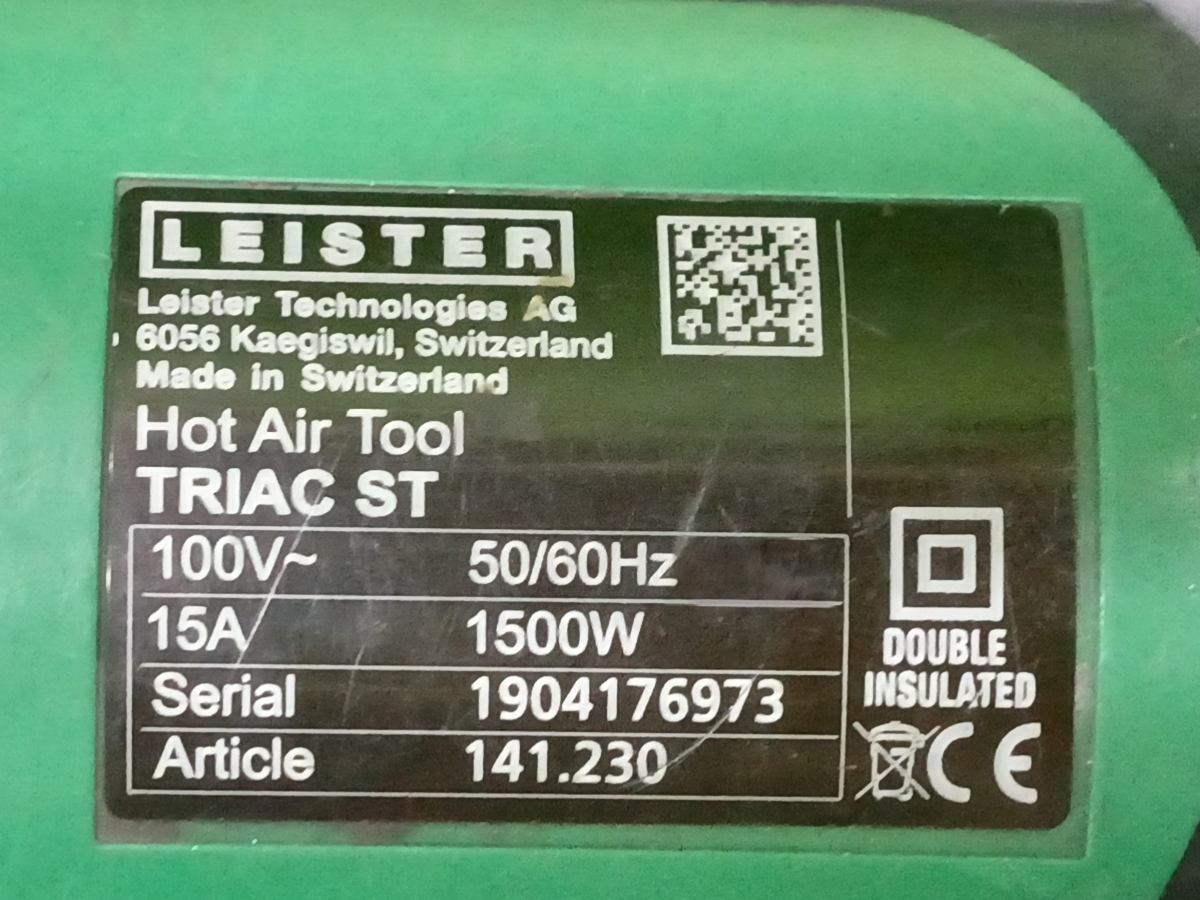 LEISTER
Leister Technologies AG
6056 Kaegiswil, Switzerland
Made in Switzerland
Hot Air Tool
TRIAC ST
100V~ 50/60Hz
15A 1500W
Serial 1904176973
Article 141.230
DOUBLE
INSULATED
CE